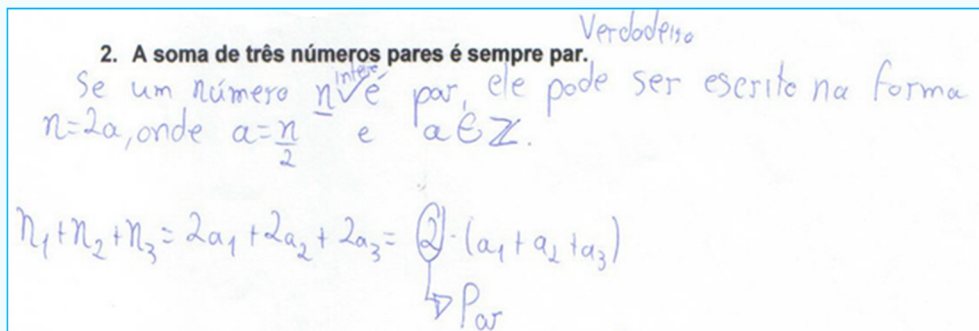 Verdadeiro
2. A soma de três números pares é sempre par.
inteiro
Se um número n é par, ele pode ser escrito na forma
n=2a, onde a=n/2 e a∈Z.
n₁+n₂+n₃=2a₁+2a₂+2a₃=2·(a₁+a₂+a₃)
Par